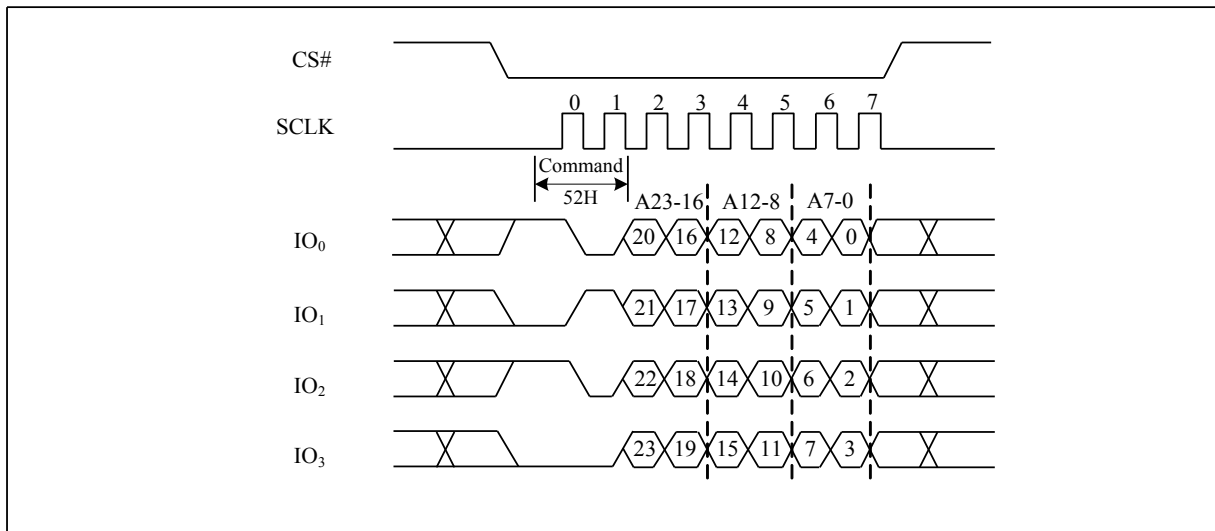 CS#
0 1 2 3 4 5 6 7
SCLK
Command
52H
A23-16 A12-8 A7-0
IO0 20 16 12 8 4 0
IO1 21 17 13 9 5 1
IO2 22 18 14 10 6 2
IO3 23 19 15 11 7 3